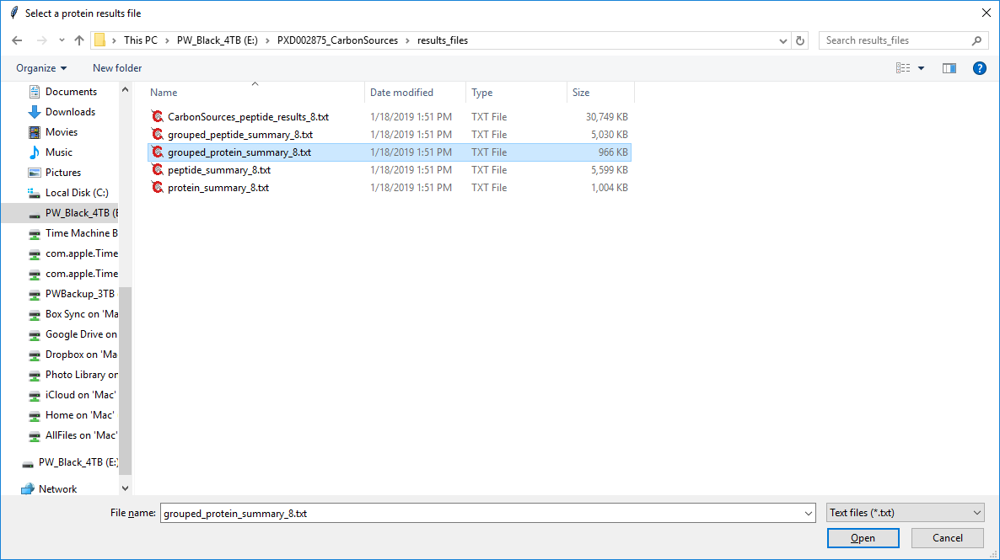 Select a protein results file
This PC > PW_Black_4TB (E:) > PXD002875_CarbonSources > results_files
Search results_files
Organize
New folder
Name
Date modified
Type
Size
CarbonSources_peptide_results_8.txt 1/18/2019 1:51 PM TXT File 30,749 KB
grouped_peptide_summary_8.txt 1/18/2019 1:51 PM TXT File 5,030 KB
grouped_protein_summary_8.txt 1/18/2019 1:51 PM TXT File 966 KB
peptide_summary_8.txt 1/18/2019 1:51 PM TXT File 5,599 KB
protein_summary_8.txt 1/18/2019 1:51 PM TXT File 1,004 KB
Documents
Downloads
Movies
Music
Pictures
Local Disk (C:)
PW_Black_4TB (E
Time Machine B
com.apple.Time
com.apple.Time
PWBackup_3TB
Box Sync on 'Ma
Google Drive on
Dropbox on 'Ma
Photo Library on
iCloud on 'Mac'
Home on 'Mac'
AllFiles on 'Mac'
PW_Black_4TB (E:)
Network
File name: grouped_protein_summary_8.txt
Text files (*.txt)
Open
Cancel